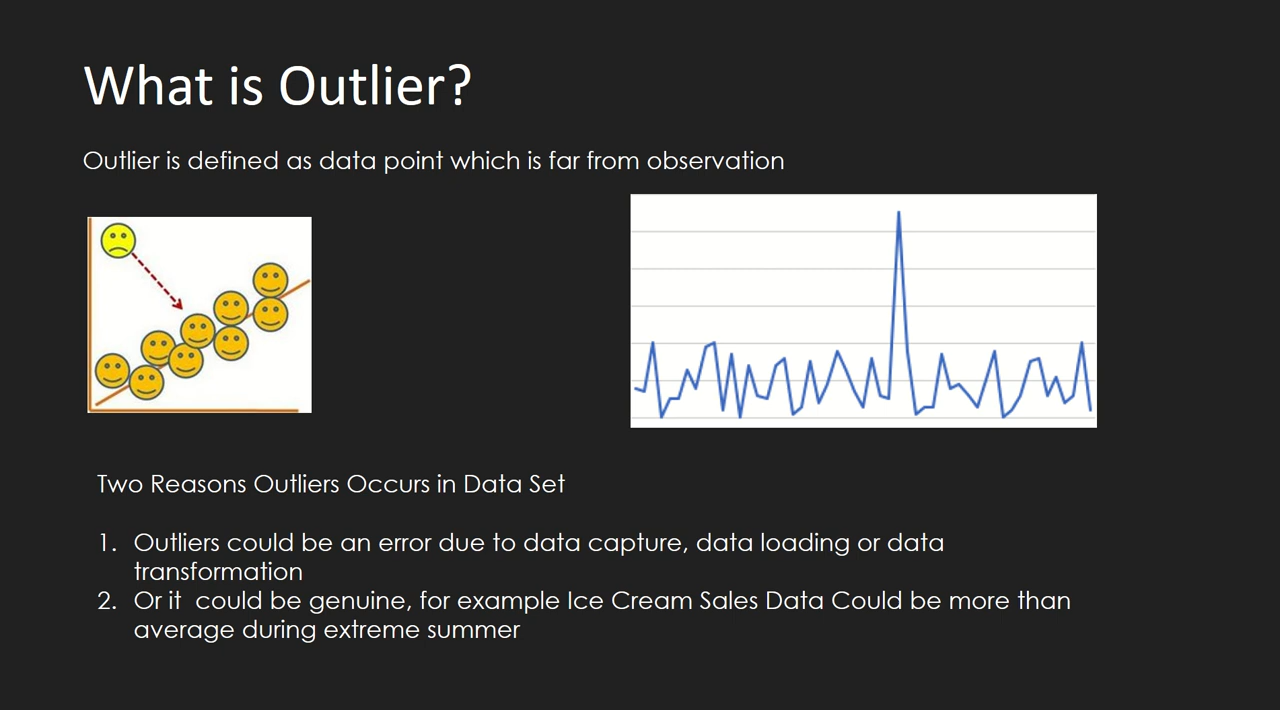 What is Outlier?
Outlier is defined as data point which is far from observation
Two Reasons Outliers Occurs in Data Set
1. Outliers could be an error due to data capture, data loading or data
transformation
2. Or it  could be genuine, for example Ice Cream Sales Data Could be more than
average during extreme summer